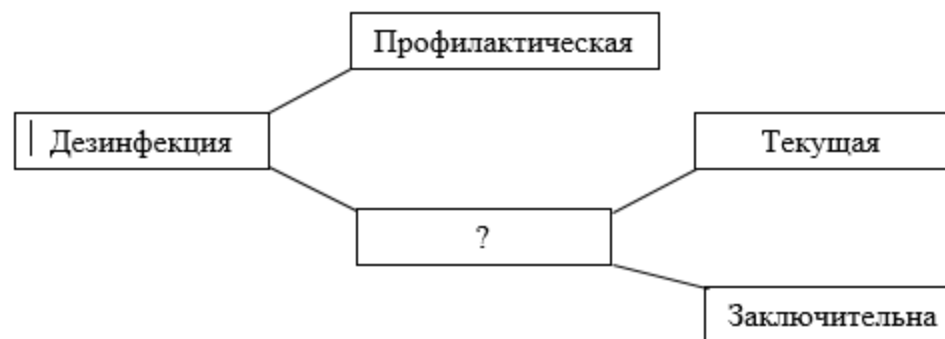 Профилактическая
Дезинфекция
Текущая
?
Заключительна